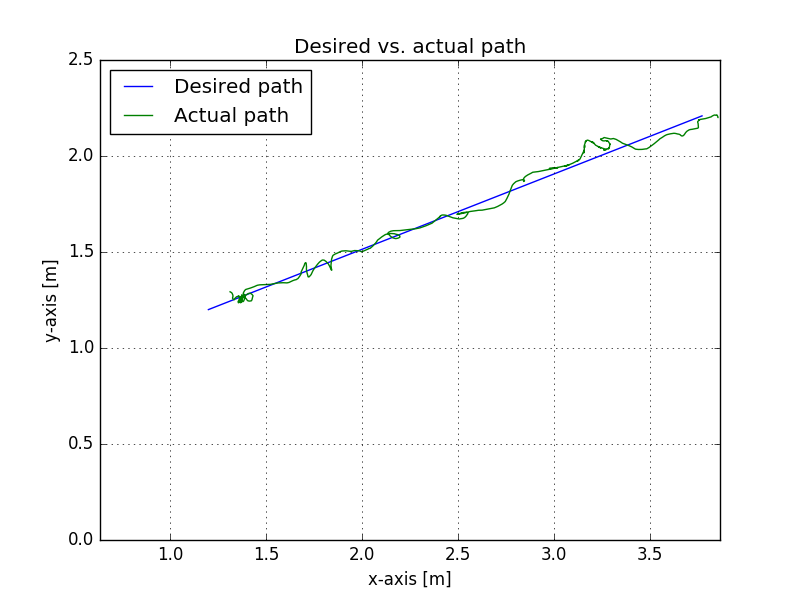 Desired vs. actual path
Desired path
Actual path
2.5
2.0
1.5
1.0
0.5
0.0
y-axis [m]
1.0 1.5 2.0 2.5 3.0 3.5
x-axis [m]